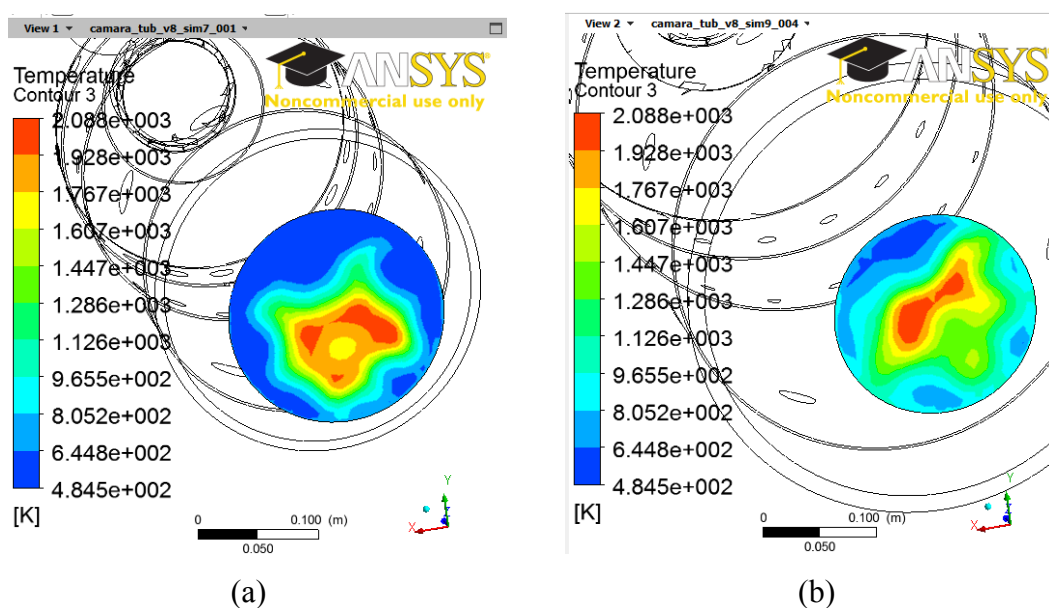 View 1 ▾ camara_tub_v8_sim7_001 ▾
ANSYS
Noncommercial use only
Temperature
Contour 3
2.088e+003
1.928e+003
1.767e+003
1.607e+003
1.447e+003
1.286e+003
1.126e+003
9.655e+002
8.052e+002
6.448e+002
4.845e+002
[K]
0 0.100 (m)
0.050
Y
X
(a)
View 2 ▾ camara_tub_v8_sim9_004 ▾
ANSYS
Noncommercial use only
Temperature
Contour 3
2.088e+003
1.928e+003
1.767e+003
1.607e+003
1.447e+003
1.286e+003
1.126e+003
9.655e+002
8.052e+002
6.448e+002
4.845e+002
[K]
0 0.100 (m)
0.050
Y
X
(b)